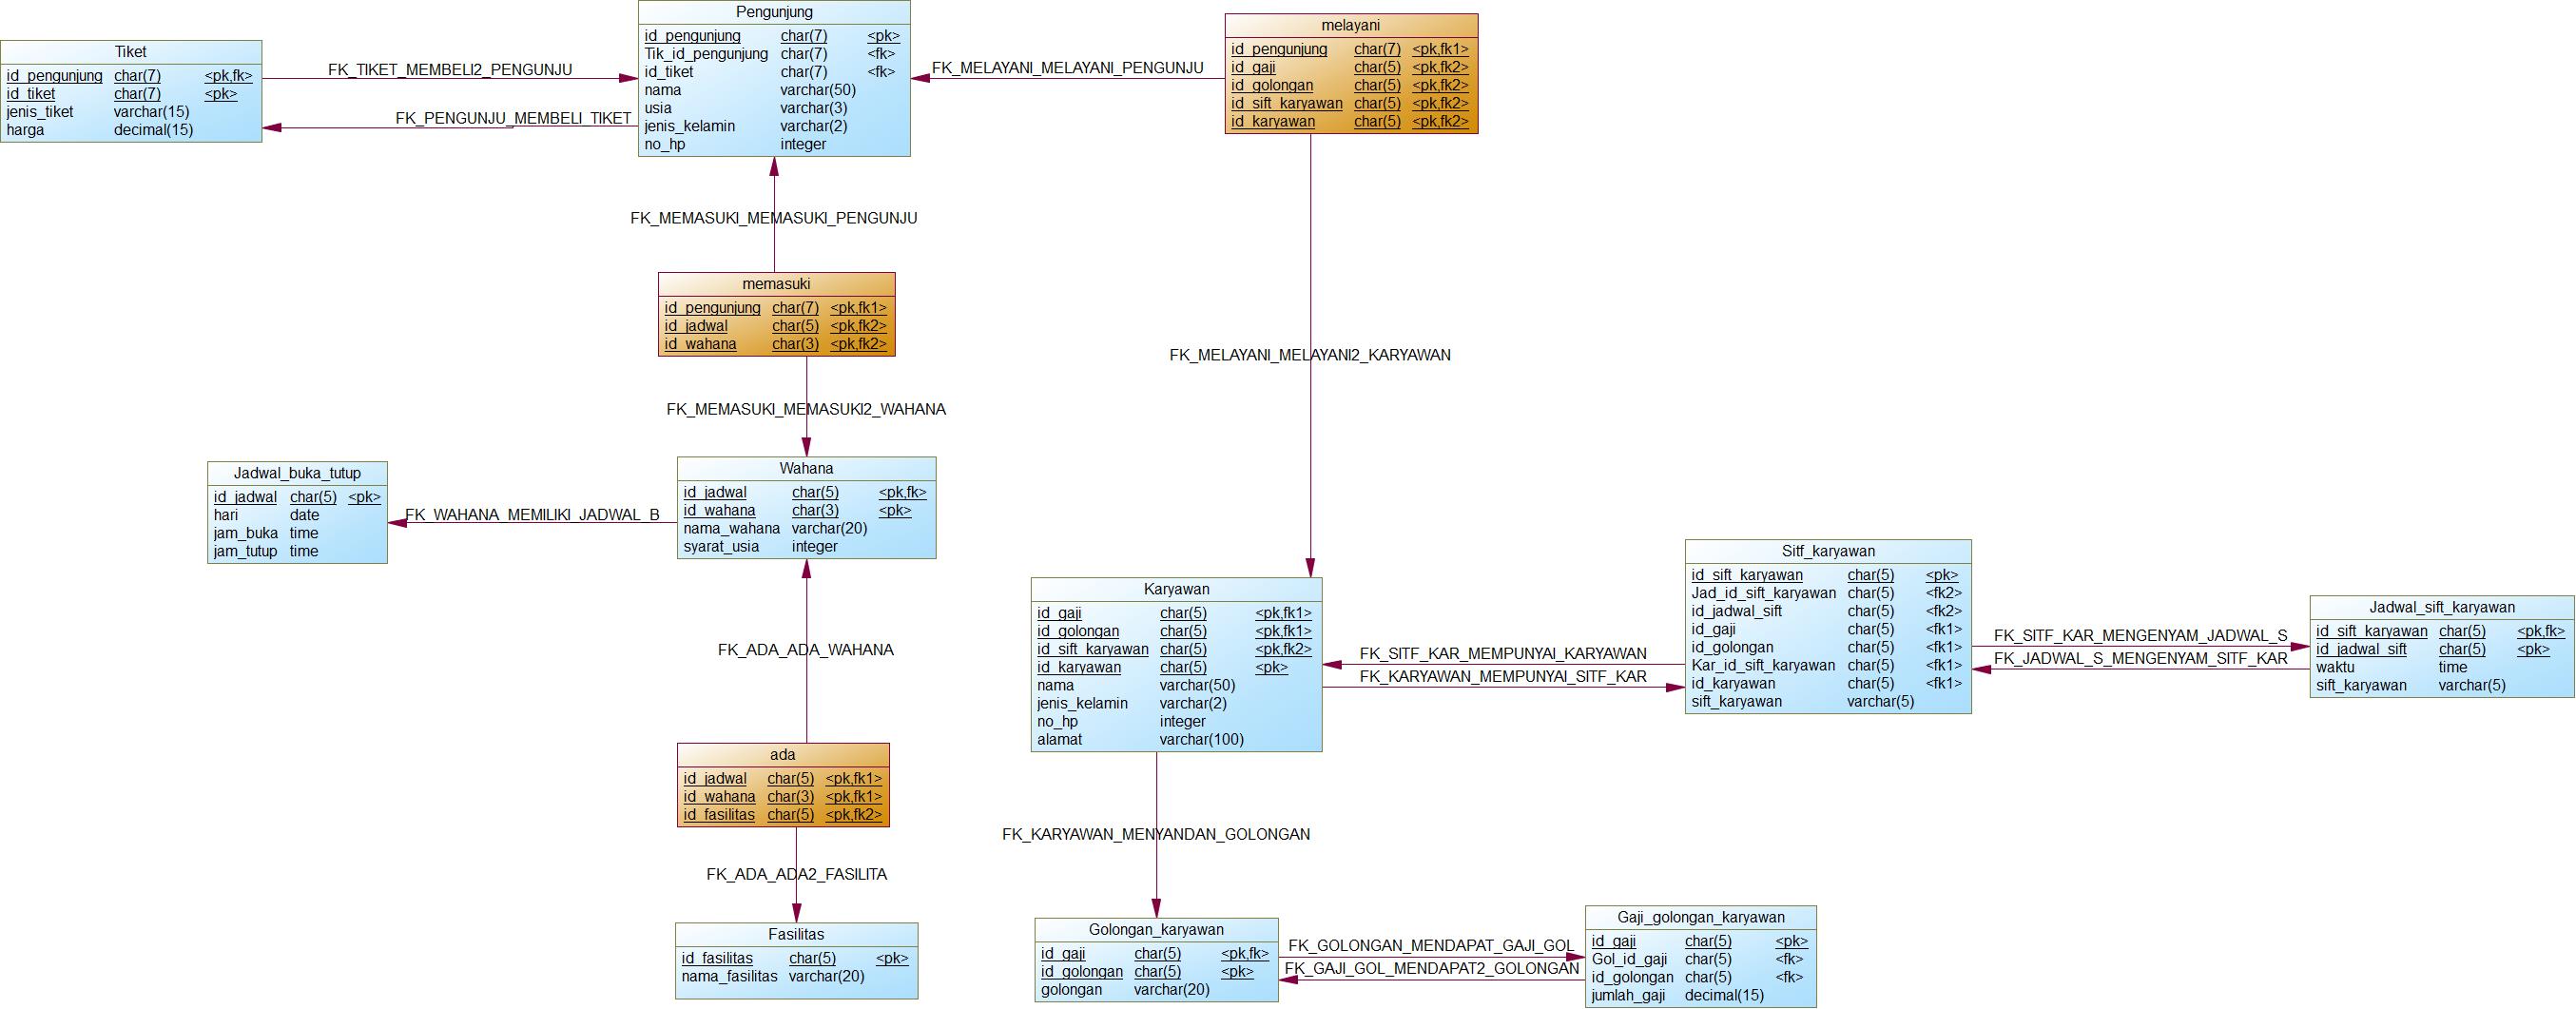 Tiket
id_pengunjung char(7) <pk,fk>
id_tiket char(7) <pk>
jenis_tiket varchar(15)
harga decimal(15)
FK_TIKET_MEMBELI2_PENGUNJU
FK_PENGUNJU_MEMBELI_TIKET
Pengunjung
id_pengunjung char(7) <pk>
Tik_id_pengunjung char(7) <fk>
id_tiket char(7) <fk>
nama varchar(50)
usia varchar(3)
jenis_kelamin varchar(2)
no_hp integer
FK_MELAYANI_MELAYANI_PENGUNJU
melayani
id_pengunjung char(7) <pk,fk1>
id_gaji char(5) <pk,fk2>
id_golongan char(5) <pk,fk2>
id_sift_karyawan char(5) <pk,fk2>
id_karyawan char(5) <pk,fk2>
FK_MEMASUKI_MEMASUKI_PENGUNJU
memasuki
id_pengunjung char(7) <pk,fk1>
id_jadwal char(5) <pk,fk2>
id_wahana char(3) <pk,fk2>
FK_MELAYANI_MELAYANI2_KARYAWAN
FK_MEMASUKI_MEMASUKI2_WAHANA
Jadwal_buka_tutup
id_jadwal char(5) <pk>
hari date
jam_buka time
jam_tutup time
FK_WAHANA_MEMILIKI_JADWAL_B
Wahana
id_jadwal char(5) <pk,fk>
id_wahana char(3) <pk>
nama_wahana varchar(20)
syarat_usia integer
FK_ADA_ADA_WAHANA
ada
id_jadwal char(5) <pk,fk1>
id_wahana char(3) <pk,fk1>
id_fasilitas char(5) <pk,fk2>
FK_ADA_ADA2_FASILITA
Fasilitas
id_fasilitas char(5) <pk>
nama_fasilitas varchar(20)
Karyawan
id_gaji char(5) <pk,fk1>
id_golongan char(5) <pk,fk1>
id_sift_karyawan char(5) <pk,fk2>
id_karyawan char(5) <pk>
nama varchar(50)
jenis_kelamin varchar(2)
no_hp integer
alamat varchar(100)
FK_SITF_KAR_MEMPUNYAI_KARYAWAN
FK_KARYAWAN_MEMPUNYAI_SITF_KAR
Sitf_karyawan
id_sift_karyawan char(5) <pk>
Jad_id_sift_karyawan char(5) <fk2>
id_jadwal_sift char(5) <fk2>
id_gaji char(5) <fk1>
id_golongan char(5) <fk1>
Kar_id_sift_karyawan char(5) <fk1>
id_karyawan char(5) <fk1>
sift_karyawan varchar(5)
FK_SITF_KAR_MENGENYAM_JADWAL_S
FK_JADWAL_S_MENGENYAM_SITF_KAR
Jadwal_sift_karyawan
id_sift_karyawan char(5) <pk,fk>
id_jadwal_sift char(5) <pk>
waktu time
sift_karyawan varchar(5)
FK_KARYAWAN_MENYANDAN_GOLONGAN
Golongan_karyawan
id_gaji char(5) <pk,fk>
id_golongan char(5) <pk>
golongan varchar(20)
FK_GOLONGAN_MENDAPAT_GAJI_GOL
FK_GAJI_GOL_MENDAPAT2_GOLONGAN
Gaji_golongan_karyawan
id_gaji char(5) <pk>
Gol_id_gaji char(5) <fk>
id_golongan char(5) <fk>
jumlah_gaji decimal(15)